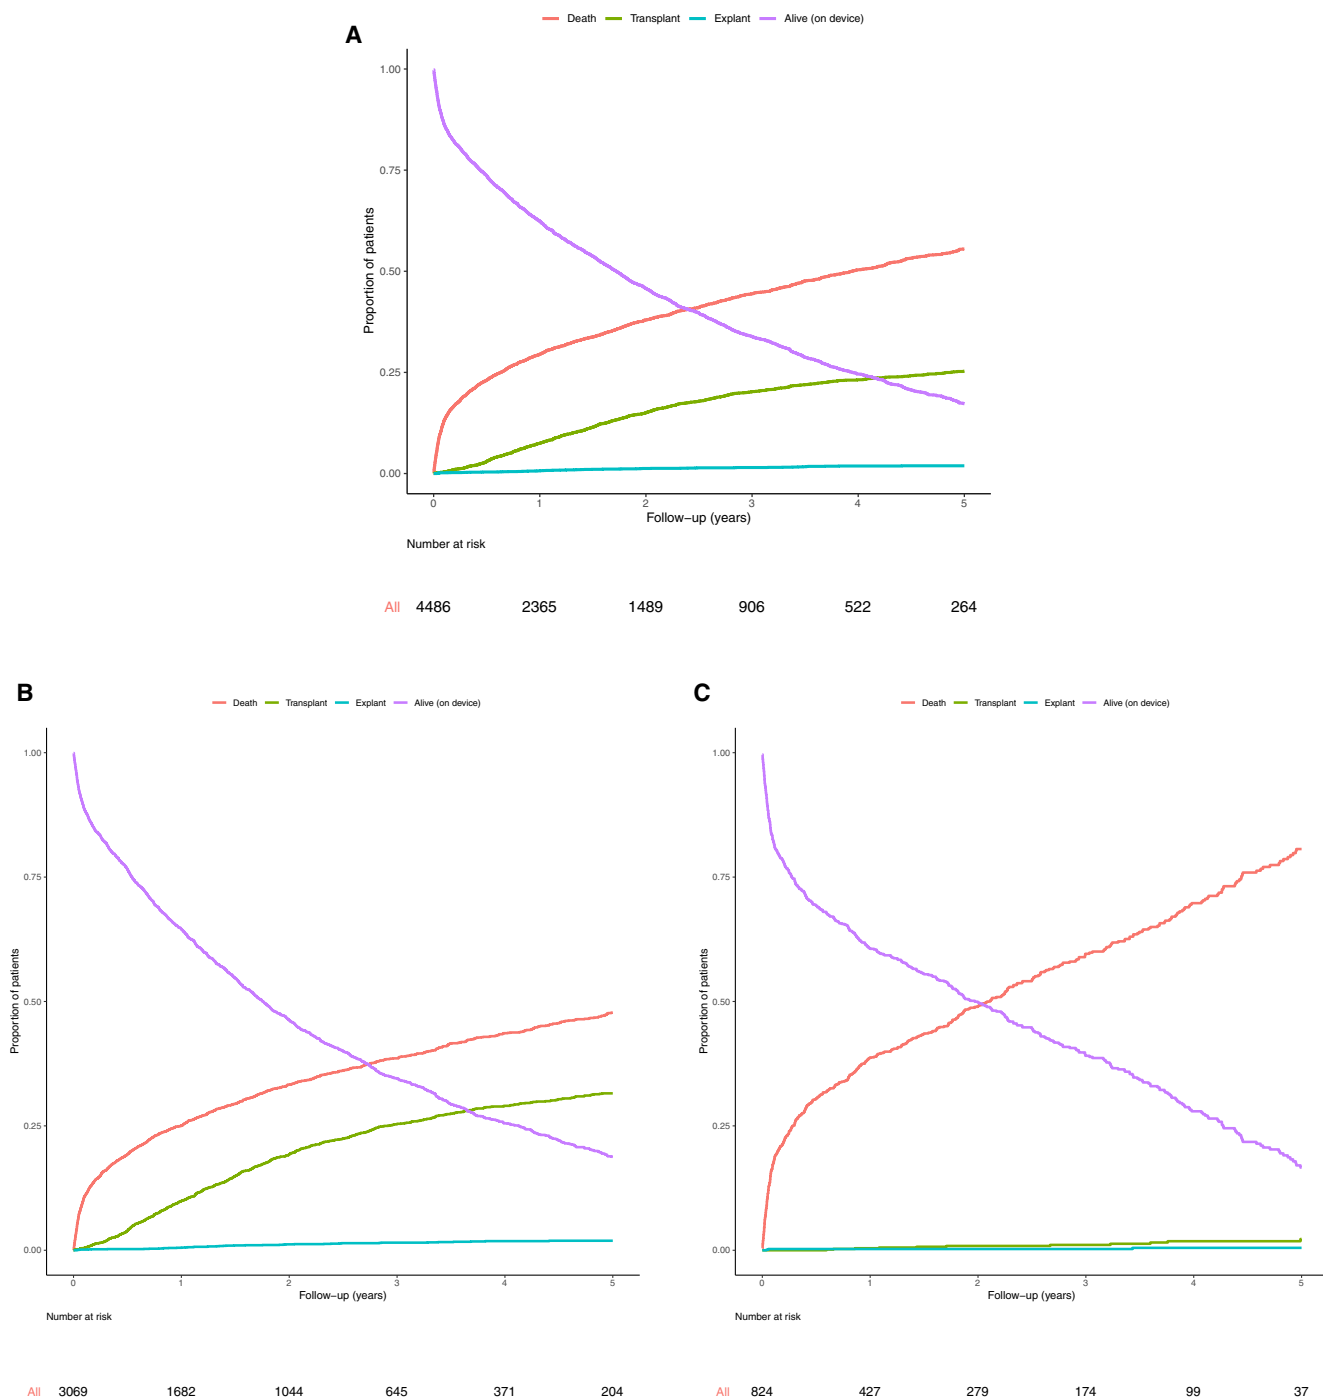 A
Death Transplant Explant Alive (on device)
1.00
0.75
0.50
0.25
0.00
Proportion of patients
0 1 2 3 4 5
Follow−up (years)
Number at risk
All 4486 2365 1489 906 522 264
B
Death Transplant Explant Alive (on device)
1.00
0.75
0.50
0.25
0.00
Proportion of patients
0 1 2 3 4 5
Follow−up (years)
Number at risk
All 3069 1682 1044 645 371 204
C
Death Transplant Explant Alive (on device)
1.00
0.75
0.50
0.25
0.00
Proportion of patients
0 1 2 3 4 5
Follow−up (years)
Number at risk
All 824 427 279 174 99 37